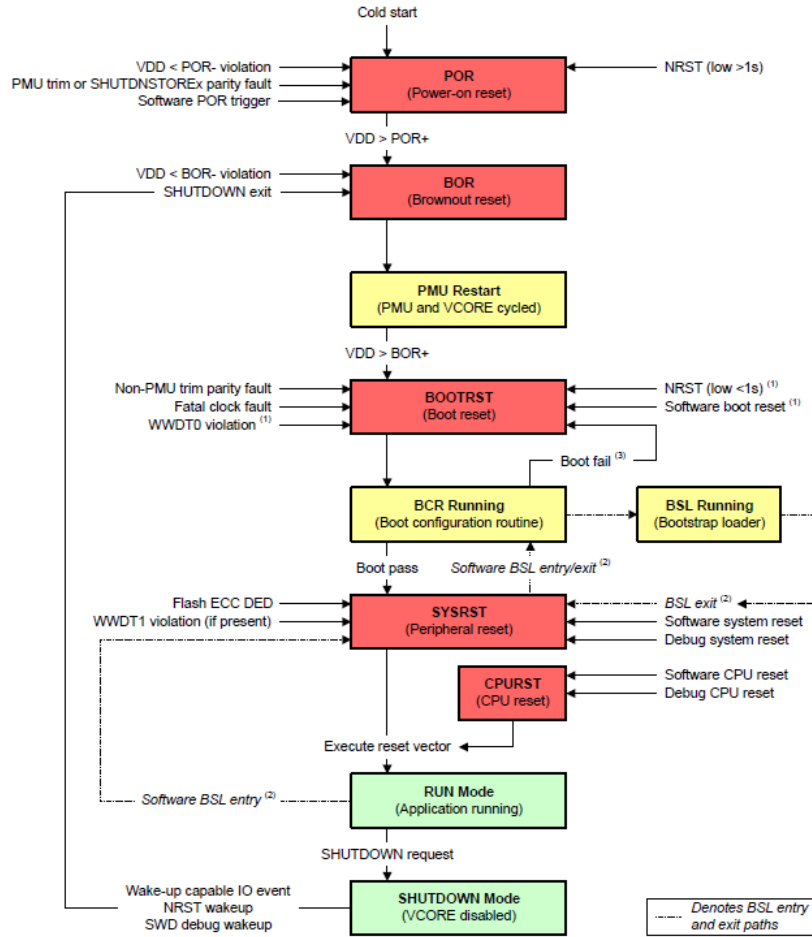 Cold start
VDD < POR- violation
PMU trim or SHUTDNSTOREx parity fault
Software POR trigger
POR
(Power-on reset)
NRST (low >1s)
VDD > POR+
VDD < BOR- violation
SHUTDOWN exit
BOR
(Brownout reset)
PMU Restart
(PMU and VCORE cycled)
VDD > BOR+
Non-PMU trim parity fault
Fatal clock fault
WWDT0 violation (1)
BOOTRST
(Boot reset)
NRST (low <1s) (1)
Software boot reset (1)
Boot fail (3)
BCR Running
(Boot configuration routine)
BSL Running
(Bootstrap loader)
Boot pass
Software BSL entry/exit (2)
Flash ECC DED
WWDT1 violation (if present)
SYSRST
(Peripheral reset)
BSL exit (2)
Software system reset
Debug system reset
CPURST
(CPU reset)
Software CPU reset
Debug CPU reset
Execute reset vector
Software BSL entry (2)
RUN Mode
(Application running)
SHUTDOWN request
Wake-up capable IO event
NRST wakeup
SWD debug wakeup
SHUTDOWN Mode
(VCORE disabled)
Denotes BSL entry
and exit paths